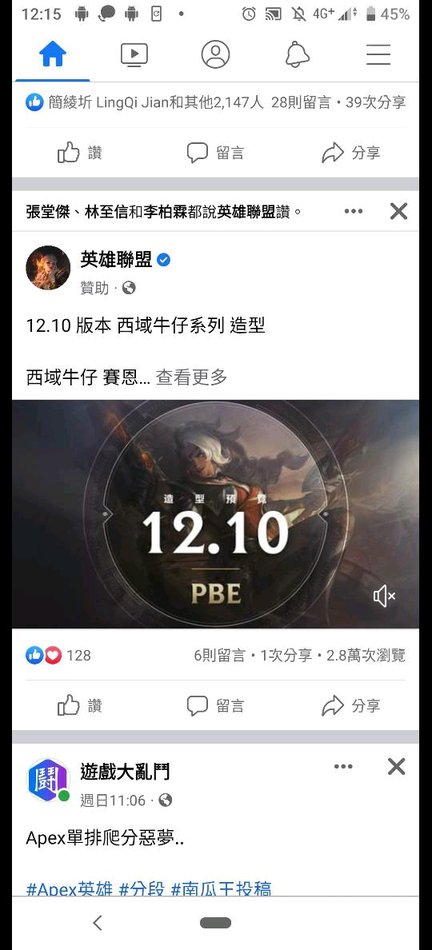 12:15 4G+ 45%
簡綾圻 LingQi Jian和其他2,147人 28則留言・39次分享
讚 留言 分享
張堂傑、林至信和李柏霖都說英雄聯盟讚。
英雄聯盟
贊助・
12.10 版本 西域牛仔系列 造型
西域牛仔 賽恩... 查看更多
造型預覽
12.10
PBE
128 6則留言・1次分享・2.8萬次瀏覽
讚 留言 分享
鬪 遊戲大亂鬥
週日11:06・
Apex單排爬分惡夢..
#Apex英雄 #分段 #南瓜王投稿